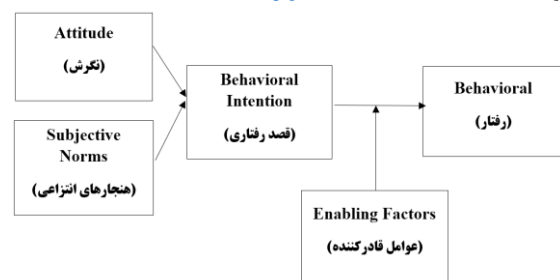 Attitude
(نگرش)
Subjective
Norms
(هنجارهای انتزاعی)
Behavioral
Intention
(قصد رفتاری)
Behavioral
(رفتار)
Enabling Factors
(عوامل قادرکننده)